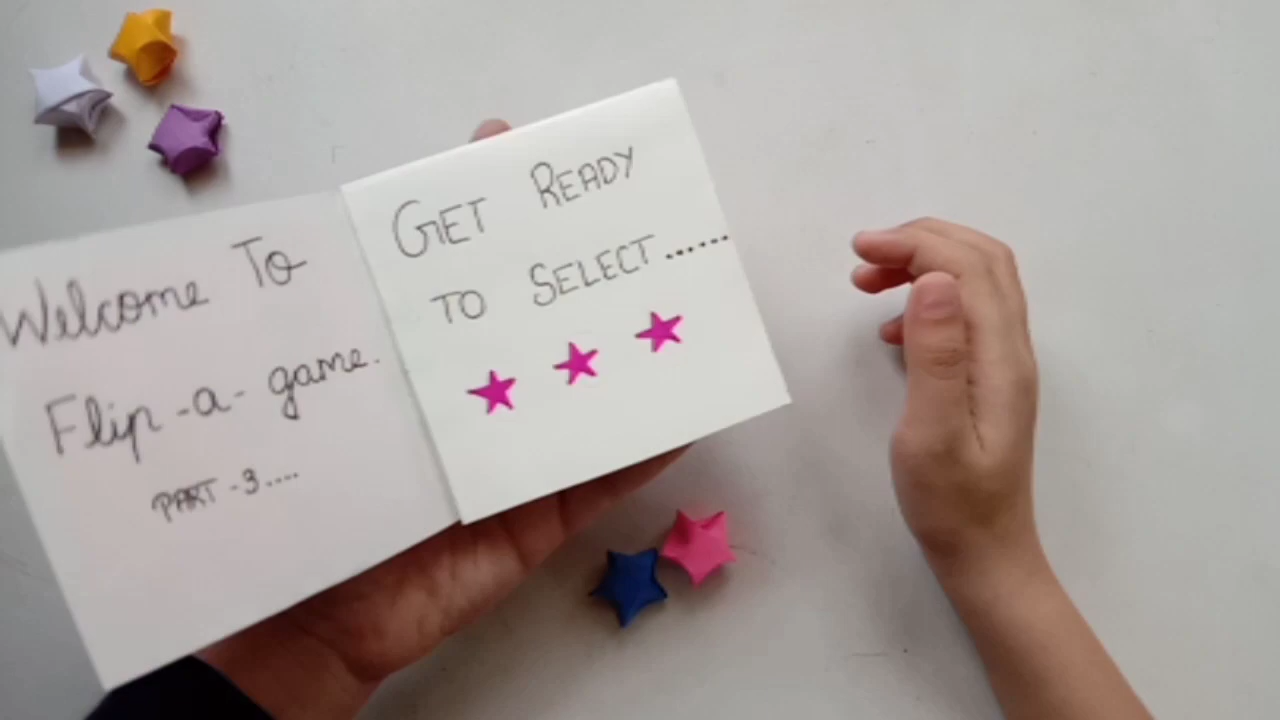 Welcome To
Flip-a-game.
PART-3....
GET READY
TO SELECT......